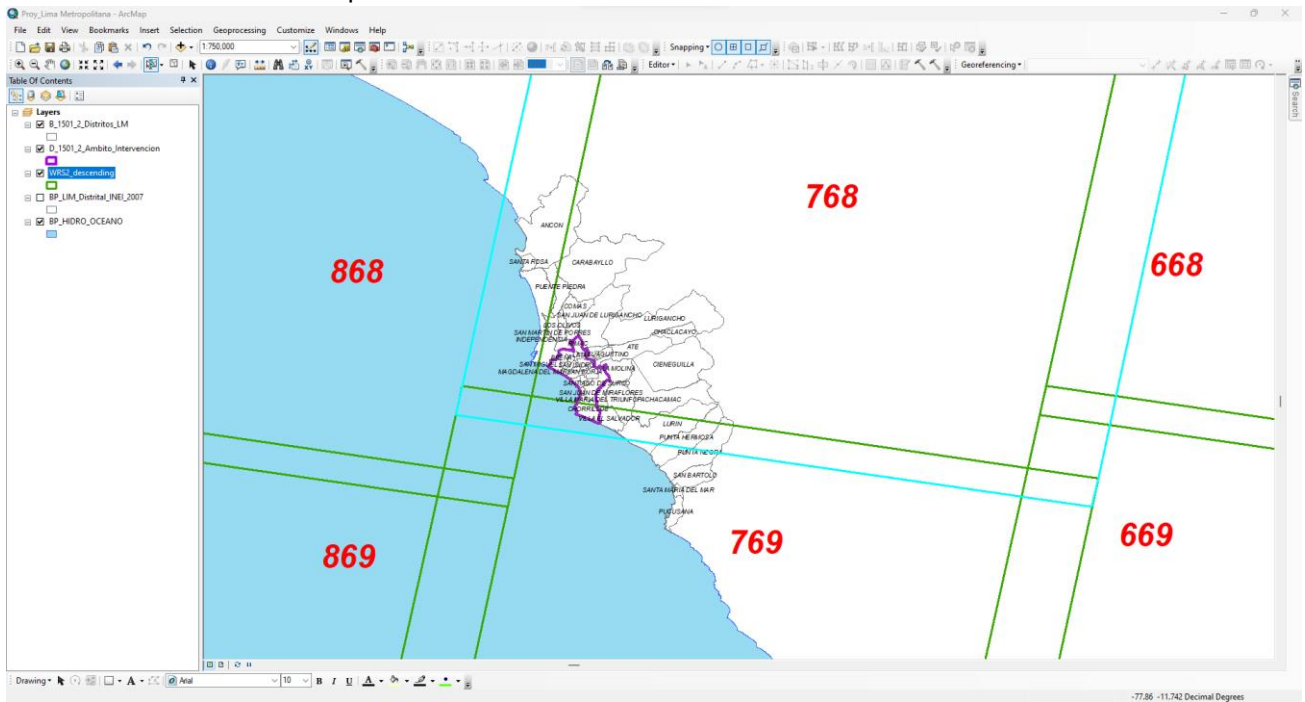 Proy_Lima Metropolitana - ArcMap
File Edit View Bookmarks Insert Selection Geoprocessing Customize Windows Help
1:750,000
Snapping
Editor
Georeferencing
Table Of Contents
Layers
B_1501_2_Distritos_LM
D_1501_2_Ambito_Intervencion
WRS2_descending
BP_LIM_Distrital_INEI_2007
BP_HIDRO_OCEANO
Search
768
868
668
ANCON
SANTA ROSA
CARABAYLLO
PUENTE PIEDRA
COMAS
SAN JUAN DE LURIGANCHO
LURIGANCHO
LOS OLIVOS
SAN MARTIN DE PORRES
CHACLACAYO
INDEPENDENCIA
ATE
CIENEGUILLA
SANTIAGO DE SURCO
SAN JUAN DE MIRAFLORES
VILLA MARIA DEL TRIUNFO
PACHACAMAC
CHORRILLOS
VILLA EL SALVADOR
LURIN
PUNTA HERMOSA
PUNTA NEGRA
SAN BARTOLO
SANTA MARIA DEL MAR
PUCUSANA
869
769
669
Drawing
A
Arial
10
B I U A
-77.86 -11.742 Decimal Degrees